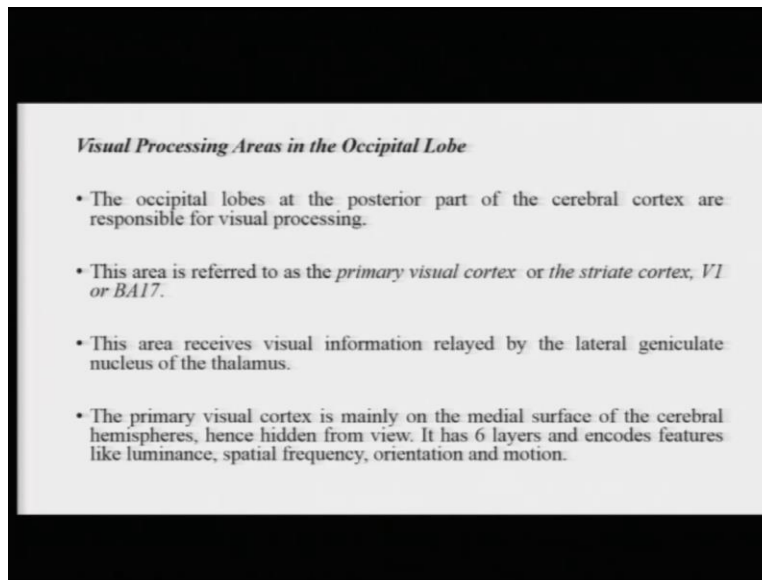 Visual Processing Areas in the Occipital Lobe
• The occipital lobes at the posterior part of the cerebral cortex are
responsible for visual processing.
• This area is referred to as the primary visual cortex or the striate cortex, V1
or BA17.
• This area receives visual information relayed by the lateral geniculate
nucleus of the thalamus.
• The primary visual cortex is mainly on the medial surface of the cerebral
hemispheres, hence hidden from view. It has 6 layers and encodes features
like luminance, spatial frequency, orientation and motion.